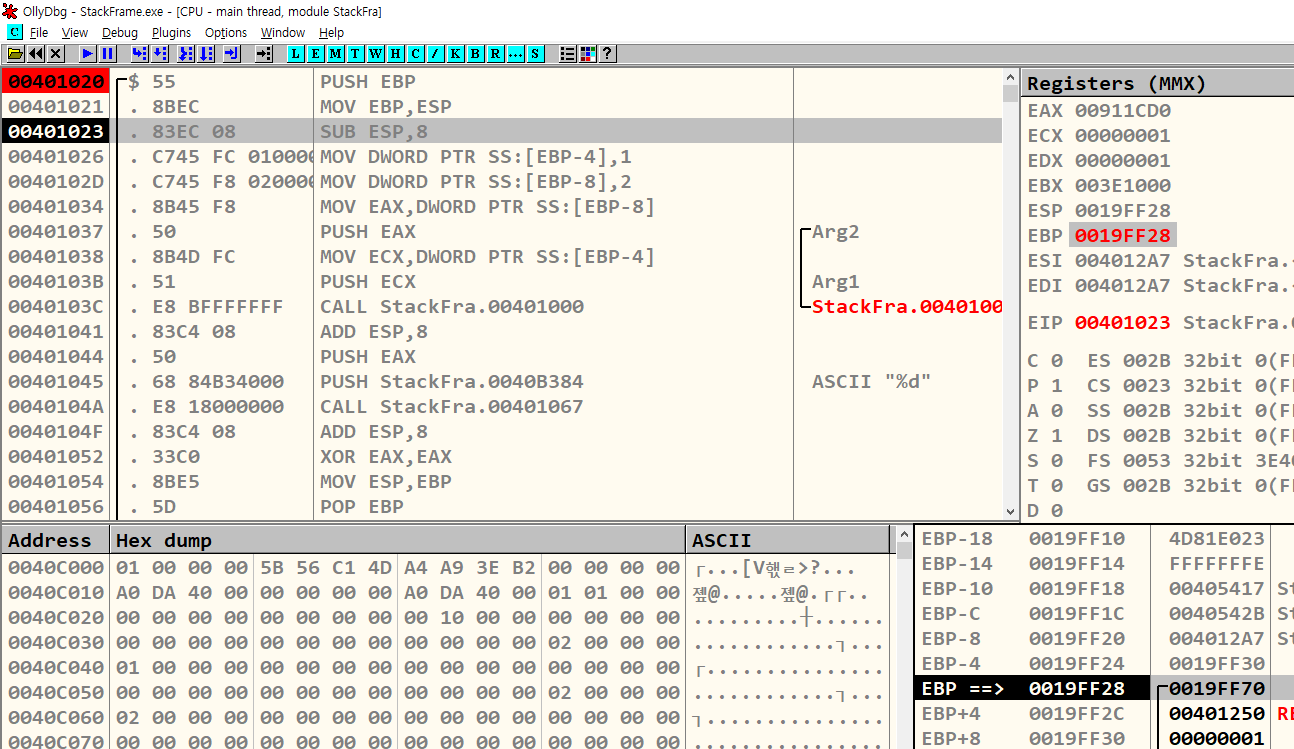 OllyDbg - StackFrame.exe - [CPU - main thread, module StackFra]
C File View Debug Plugins Options Window Help
L E M T W H C / K B R ... S ?
00401020 $ 55 PUSH EBP
00401021 . 8BEC MOV EBP,ESP
00401023 . 83EC 08 SUB ESP,8
00401026 . C745 FC 010000 MOV DWORD PTR SS:[EBP-4],1
0040102D . C745 F8 020000 MOV DWORD PTR SS:[EBP-8],2
00401034 . 8B45 F8 MOV EAX,DWORD PTR SS:[EBP-8]
00401037 . 50 PUSH EAX Arg2
00401038 . 8B4D FC MOV ECX,DWORD PTR SS:[EBP-4]
0040103B . 51 PUSH ECX Arg1
0040103C . E8 BFFFFFFF CALL StackFra.00401000 StackFra.0040100
00401041 . 83C4 08 ADD ESP,8
00401044 . 50 PUSH EAX
00401045 . 68 84B34000 PUSH StackFra.0040B384 ASCII "%d"
0040104A . E8 18000000 CALL StackFra.00401067
0040104F . 83C4 08 ADD ESP,8
00401052 . 33C0 XOR EAX,EAX
00401054 . 8BE5 MOV ESP,EBP
00401056 . 5D POP EBP
Registers (MMX)
EAX 00911CD0
ECX 00000001
EDX 00000001
EBX 003E1000
ESP 0019FF28
EBP 0019FF28
ESI 004012A7 StackFra.
EDI 004012A7 StackFra.
EIP 00401023 StackFra.
C 0 ES 002B 32bit 0(F
P 1 CS 0023 32bit 0(F
A 0 SS 002B 32bit 0(F
Z 1 DS 002B 32bit 0(F
S 0 FS 0053 32bit 3E4
T 0 GS 002B 32bit 0(F
D 0
Address Hex dump ASCII
0040C000 01 00 00 00 5B 56 C1 4D A4 A9 3E B2 00 00 00 00 ┌...[V햊ㄹ>?...
0040C010 A0 DA 40 00 00 00 00 00 A0 DA 40 00 01 01 00 00 @.....@.┌┌..
0040C020 00 00 00 00 00 00 00 00 00 10 00 00 00 00 00 00 .........┼......
0040C030 00 00 00 00 00 00 00 00 00 00 00 00 02 00 00 00 ............┐...
0040C040 01 00 00 00 00 00 00 00 00 00 00 00 00 00 00 00 ┌...............
0040C050 00 00 00 00 00 00 00 00 00 00 00 00 02 00 00 00 ............┐...
0040C060 02 00 00 00 00 00 00 00 00 00 00 00 00 00 00 00 ┐...............
0040C070 00 00 00 00 00 00 00 00 00 00 00 00 00 00 00 00 ................
EBP-18 0019FF10 4D81E023
EBP-14 0019FF14 FFFFFFFE
EBP-10 0019FF18 00405417 St
EBP-C 0019FF1C 0040542B St
EBP-8 0019FF20 004012A7 St
EBP-4 0019FF24 0019FF30
EBP ==> 0019FF28 0019FF70
EBP+4 0019FF2C 00401250 RE
EBP+8 0019FF30 00000001